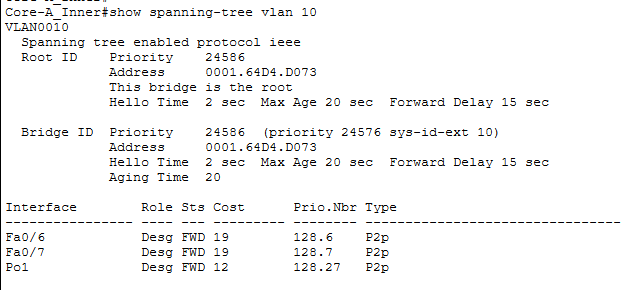 Core-A_Inner#show spanning-tree vlan 10
VLAN0010
  Spanning tree enabled protocol ieee
  Root ID    Priority    24586
             Address     0001.64D4.D073
             This bridge is the root
             Hello Time  2 sec  Max Age 20 sec  Forward Delay 15 sec

  Bridge ID  Priority    24586  (priority 24576 sys-id-ext 10)
             Address     0001.64D4.D073
             Hello Time  2 sec  Max Age 20 sec  Forward Delay 15 sec
             Aging Time  20

Interface        Role Sts Cost      Prio.Nbr Type
---------------- ---- --- --------- -------- --------------------------------
Fa0/6            Desg FWD 19        128.6    P2p
Fa0/7            Desg FWD 19        128.7    P2p
Po1              Desg FWD 12        128.27   P2p